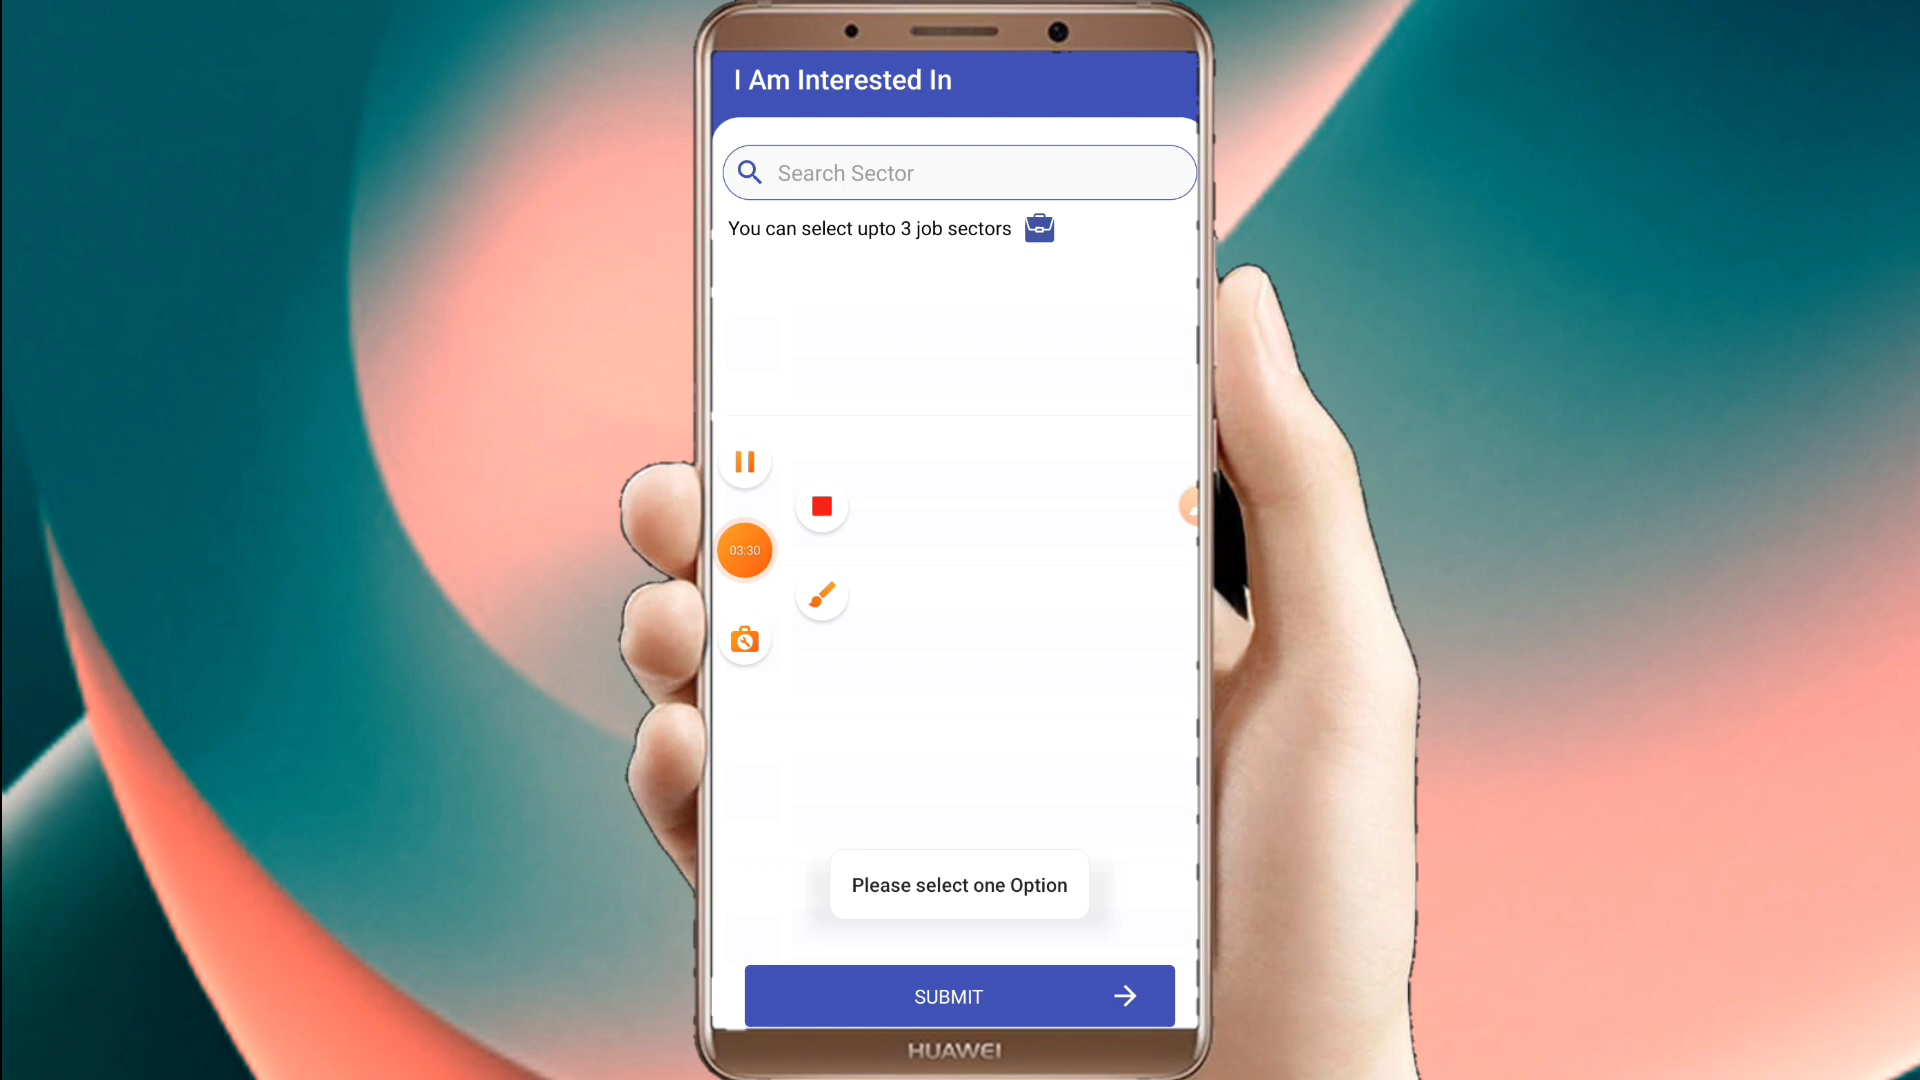 I Am Interested In
Search Sector
You can select upto 3 job sectors
03:30
Please select one Option
SUBMIT
HUAWEI